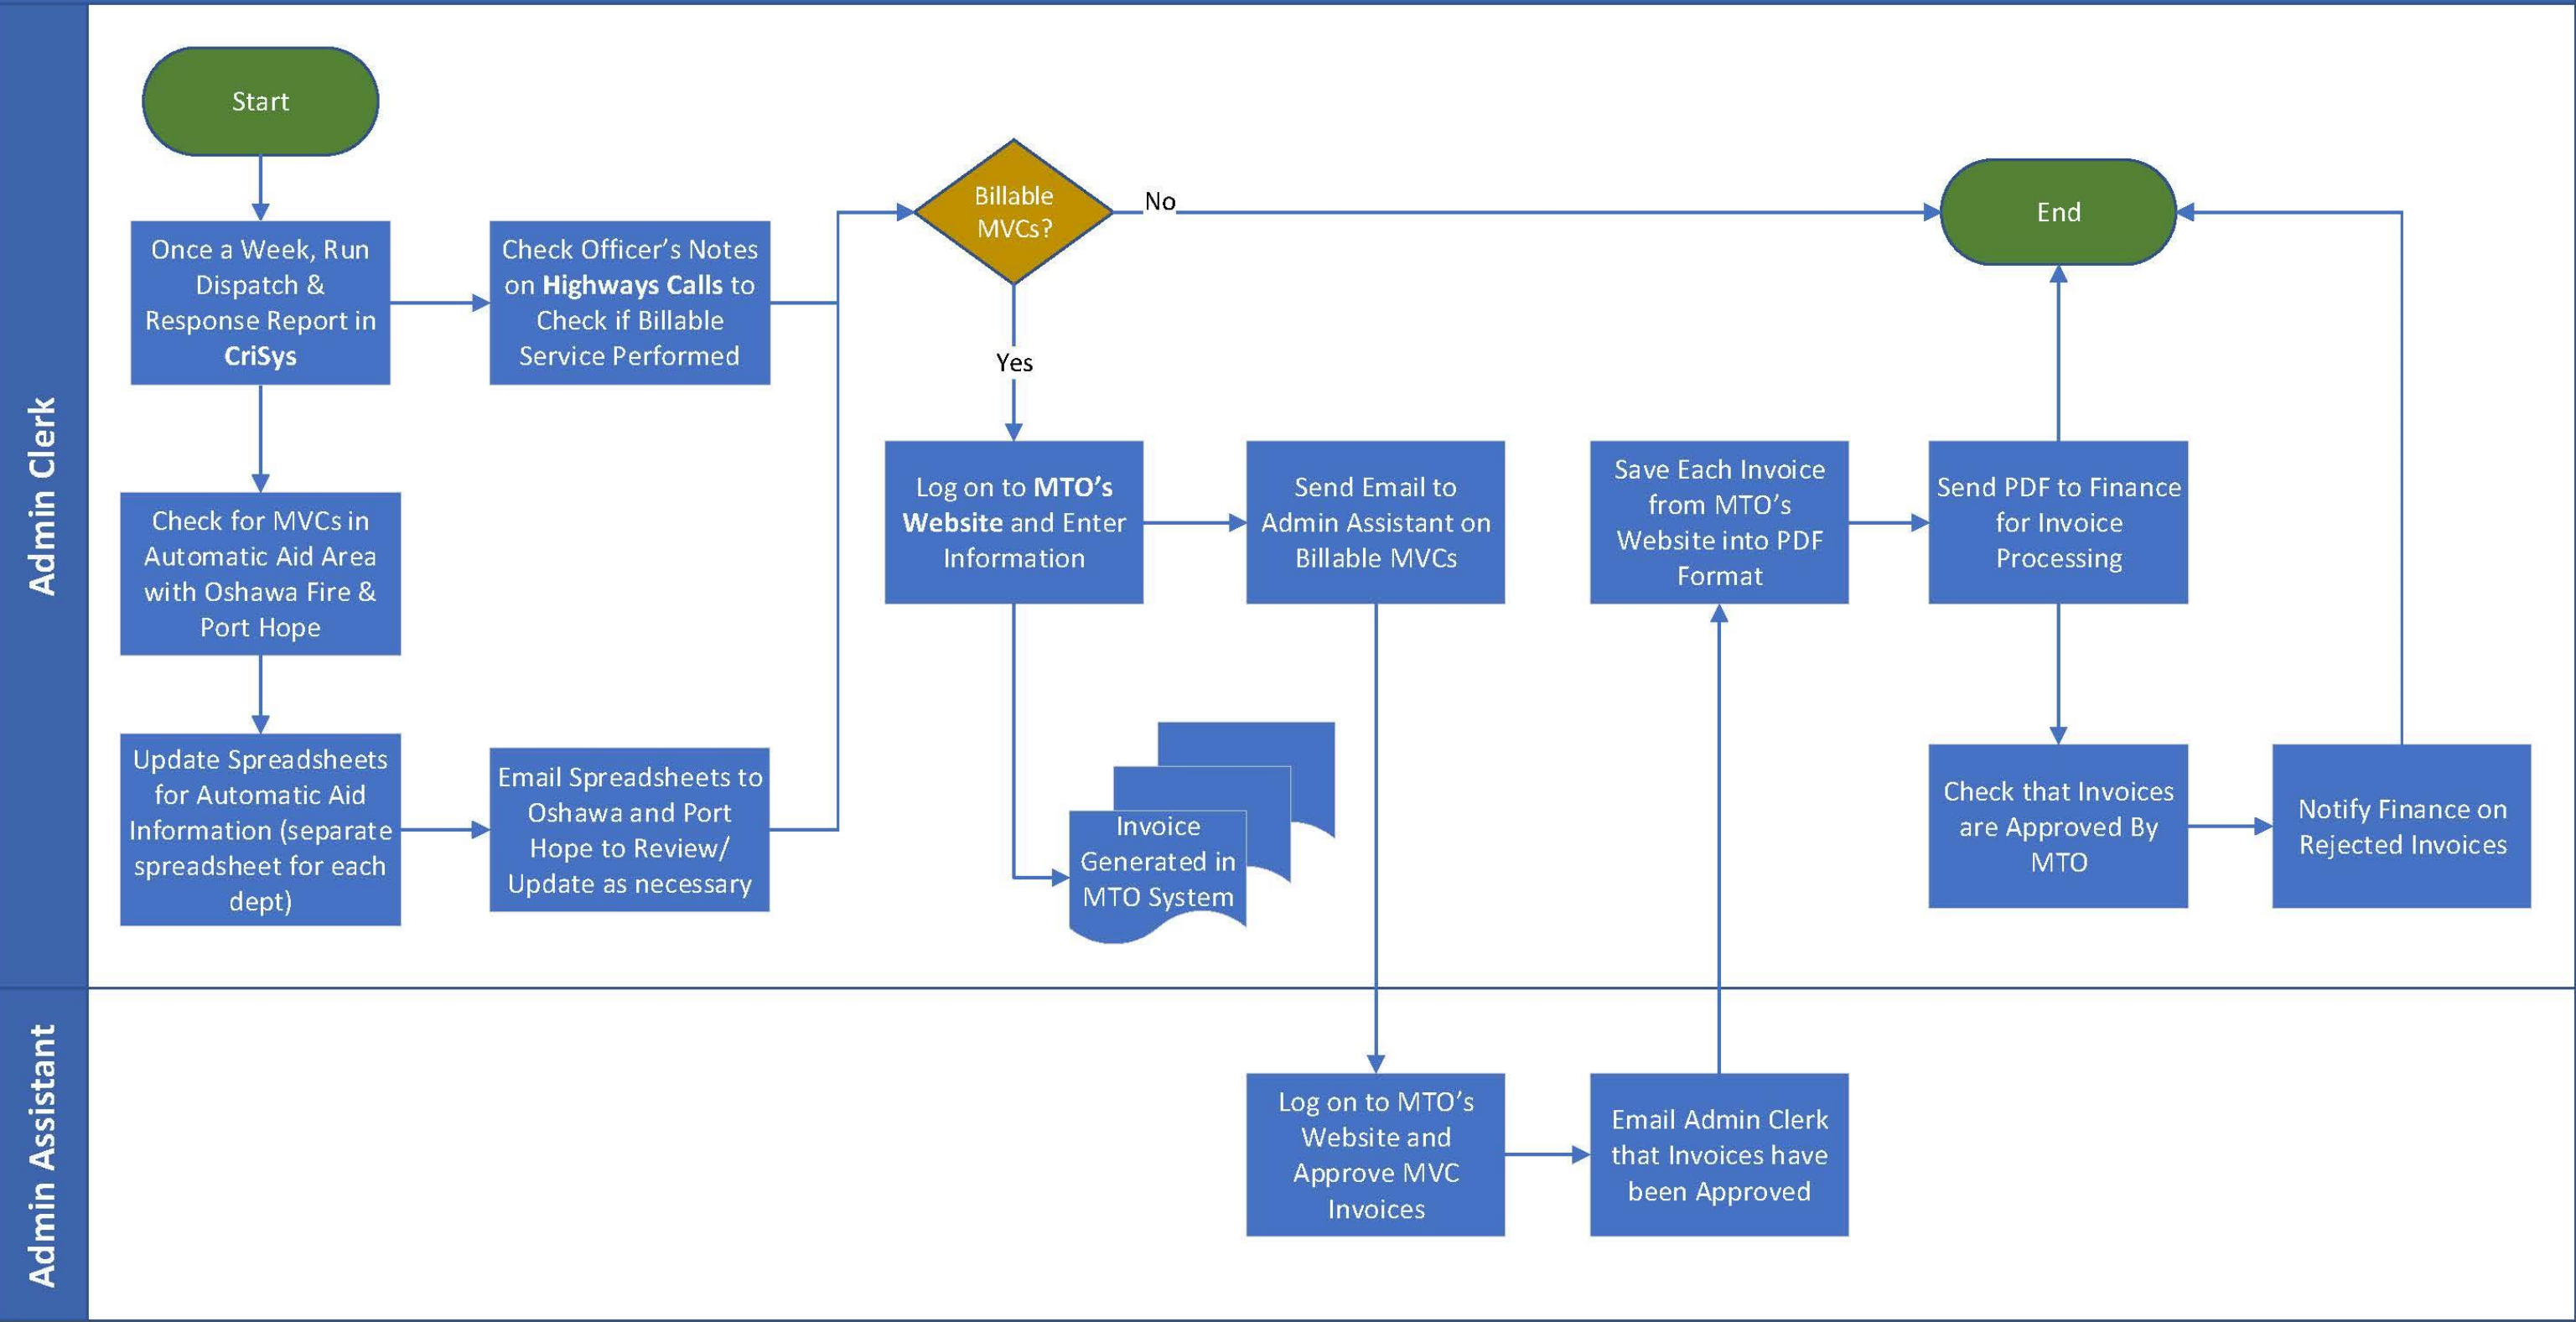 Admin Clerk
Start
Once a Week, Run
Dispatch &
Response Report in
CriSys
Check Officer's Notes
on Highways Calls to
Check if Billable
Service Performed
Check for MVCs in
Automatic Aid Area
with Oshawa Fire &
Port Hope
Update Spreadsheets
for Automatic Aid
Information (separate
spreadsheet for each
dept)
Email Spreadsheets to
Oshawa and Port
Hope to Review/
Update as necessary
Billable
MVCs?
No
Yes
End
Log on to MTO's
Website and Enter
Information
Send Email to
Admin Assistant on
Billable MVCs
Invoice
Generated in
MTO System
Save Each Invoice
from MTO's
Website into PDF
Format
Send PDF to Finance
for Invoice
Processing
Check that Invoices
are Approved By
MTO
Notify Finance on
Rejected Invoices
Admin Assistant
Log on to MTO's
Website and
Approve MVC
Invoices
Email Admin Clerk
that Invoices have
been Approved